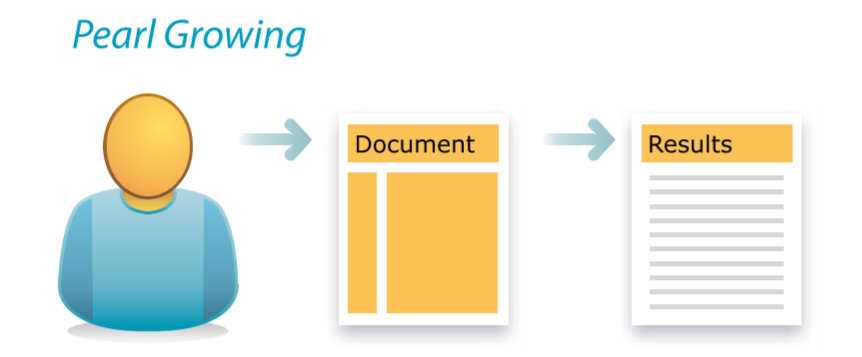 Pearl Growing
Document
Results